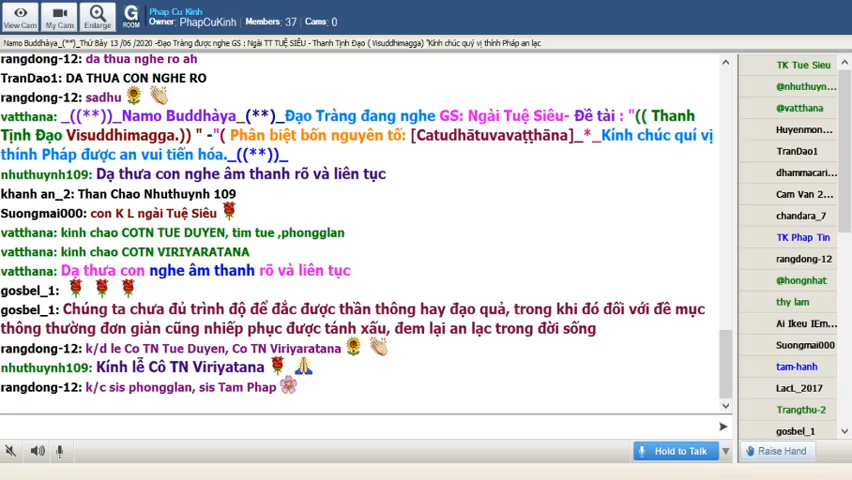 View Cam
My Cam
Enlarge
G
ROOM
Phap Cu Kinh
Owner: PhapCuKinh Members: 37 Cams: 0
Namo Buddhàya_(**)_Thứ Bảy 13 /06 /2020 -Đạo Tràng được nghe GS : Ngài TT TUỆ SIÊU - Thanh Tịnh Đạo ( Visuddhimagga) "Kính chúc quý vị thính Pháp an lạc
rangdong-12: da thua nghe ro ah
TranDao1: DA THUA CON NGHE RO
rangdong-12: sadhu
vatthana: _((**))_Namo Buddhàya_(**)_Đạo Tràng đang nghe GS: Ngài Tuệ Siêu- Đề tài : "(( Thanh
Tịnh Đạo Visuddhimagga.)) " -"( Phân biệt bốn nguyên tố: [Catudhātuvavaṭṭhāna]_*_Kính chúc quí vị
thính Pháp được an vui tiến hóa._((**))_
nhuthuynh109: Dạ thưa con nghe âm thanh rõ và liên tục
khanh an_2: Than Chao Nhuthuynh 109
Suongmai000: con K L ngài Tuệ Siêu
vatthana: kinh chao COTN TUE DUYEN, tim tue ,phongglan
vatthana: kinh chao COTN VIRIYARATANA
vatthana: Dạ thưa con nghe âm thanh rõ và liên tục
gosbel_1:
gosbel_1: Chúng ta chưa đủ trình độ để đắc được thần thông hay đạo quả, trong khi đó đối với đề mục
thông thường đơn giản cũng nhiếp phục được tánh xấu, đem lại an lạc trong đời sống
rangdong-12: k/d le Co TN Tue Duyen, Co TN Viriyaratana
nhuthuynh109: Kính lễ Cô TN Viriyatana
rangdong-12: k/c sis phongglan, sis Tam Phap
Hold to Talk
TK Tue Sieu
@nhuthuyn...
@vatthana
Huyenmon...
TranDao1
dhammacari...
Cam Van 2...
chandara_7
TK Phap Tin
rangdong-12
@hongnhat
thy lam
Ai Ikeu IEm...
Suongmai000
tam-hanh
LacL_2017
Trangthu-2
gosbel_1
Raise Hand